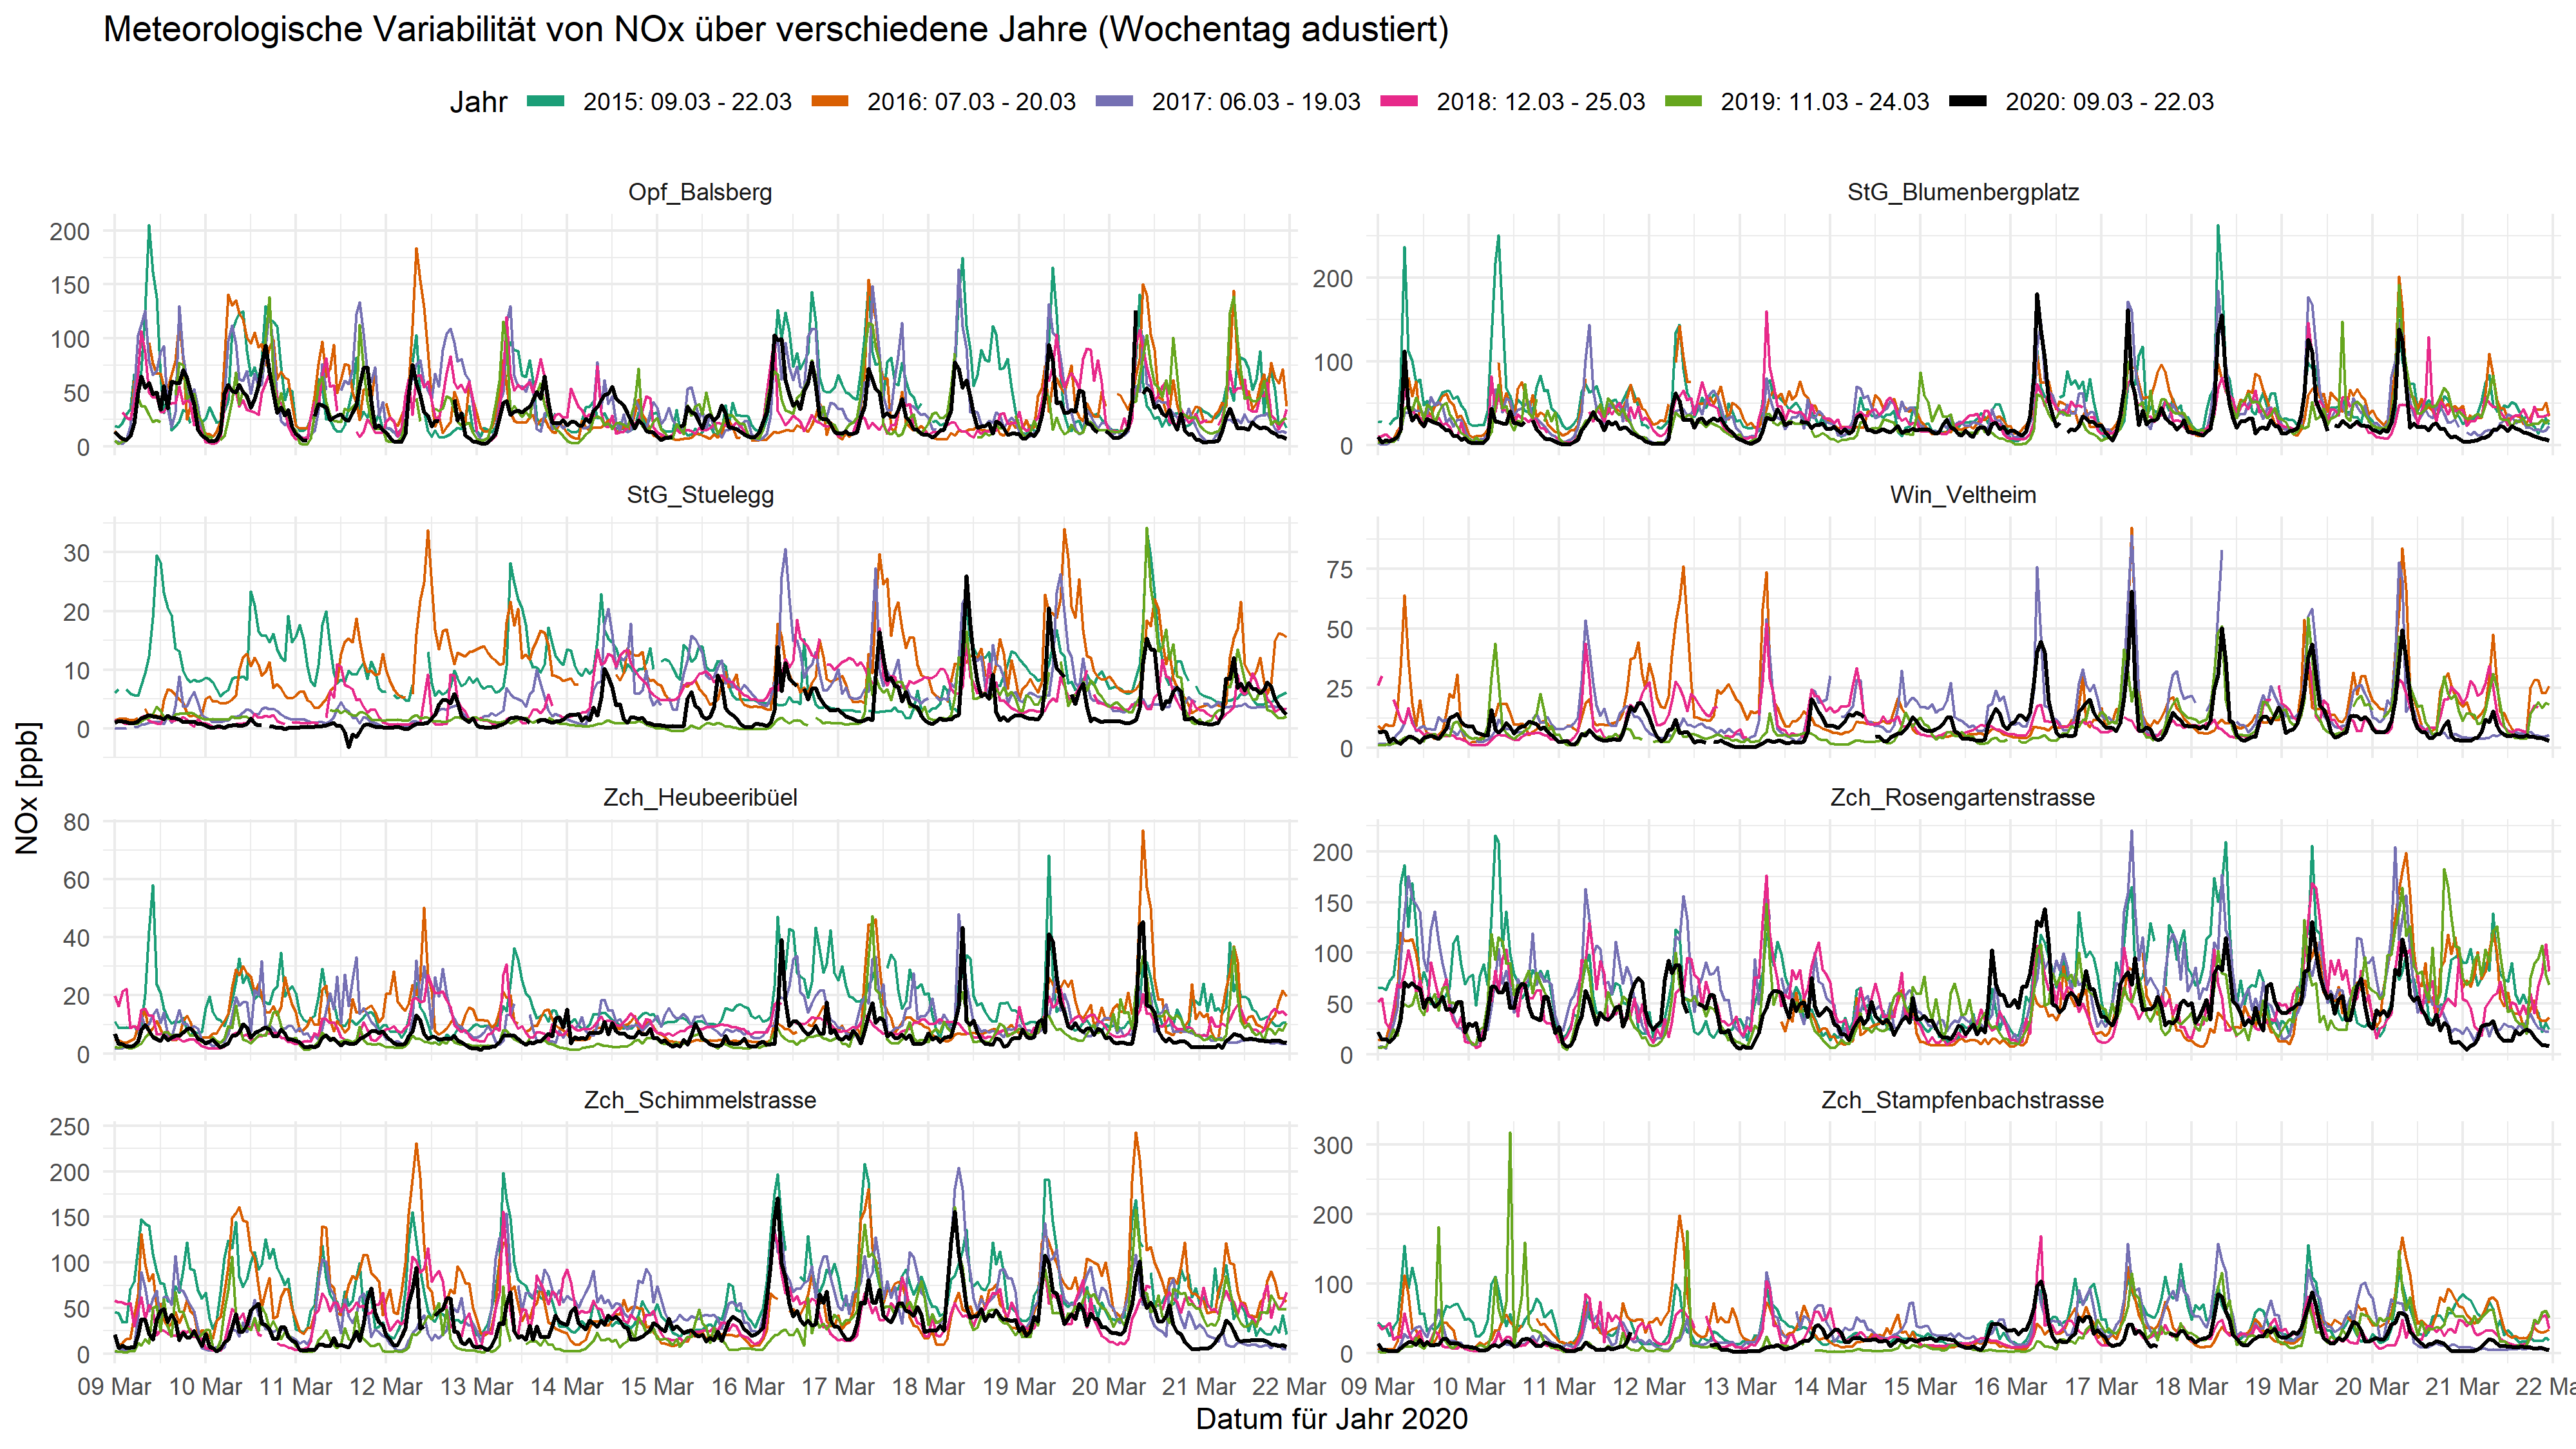 Meteorologische Variabilität von NOx über verschiedene Jahre (Wochentag adustiert)
Jahr 2015: 09.03 - 22.03 2016: 07.03 - 20.03 2017: 06.03 - 19.03 2018: 12.03 - 25.03 2019: 11.03 - 24.03 2020: 09.03 - 22.03
Opf_Balsberg
200
150
100
50
0
StG_Blumenbergplatz
200
100
0
StG_Stuelegg
30
20
10
0
Win_Veltheim
75
50
25
0
Zch_Heubeeribüel
80
60
40
20
0
Zch_Rosengartenstrasse
200
150
100
50
0
Zch_Schimmelstrasse
250
200
150
100
50
0
Zch_Stampfenbachstrasse
300
200
100
0
09 Mar 10 Mar 11 Mar 12 Mar 13 Mar 14 Mar 15 Mar 16 Mar 17 Mar 18 Mar 19 Mar 20 Mar 21 Mar 22 Mar
09 Mar 10 Mar 11 Mar 12 Mar 13 Mar 14 Mar 15 Mar 16 Mar 17 Mar 18 Mar 19 Mar 20 Mar 21 Mar 22 Ma
NOx [ppb]
Datum für Jahr 2020